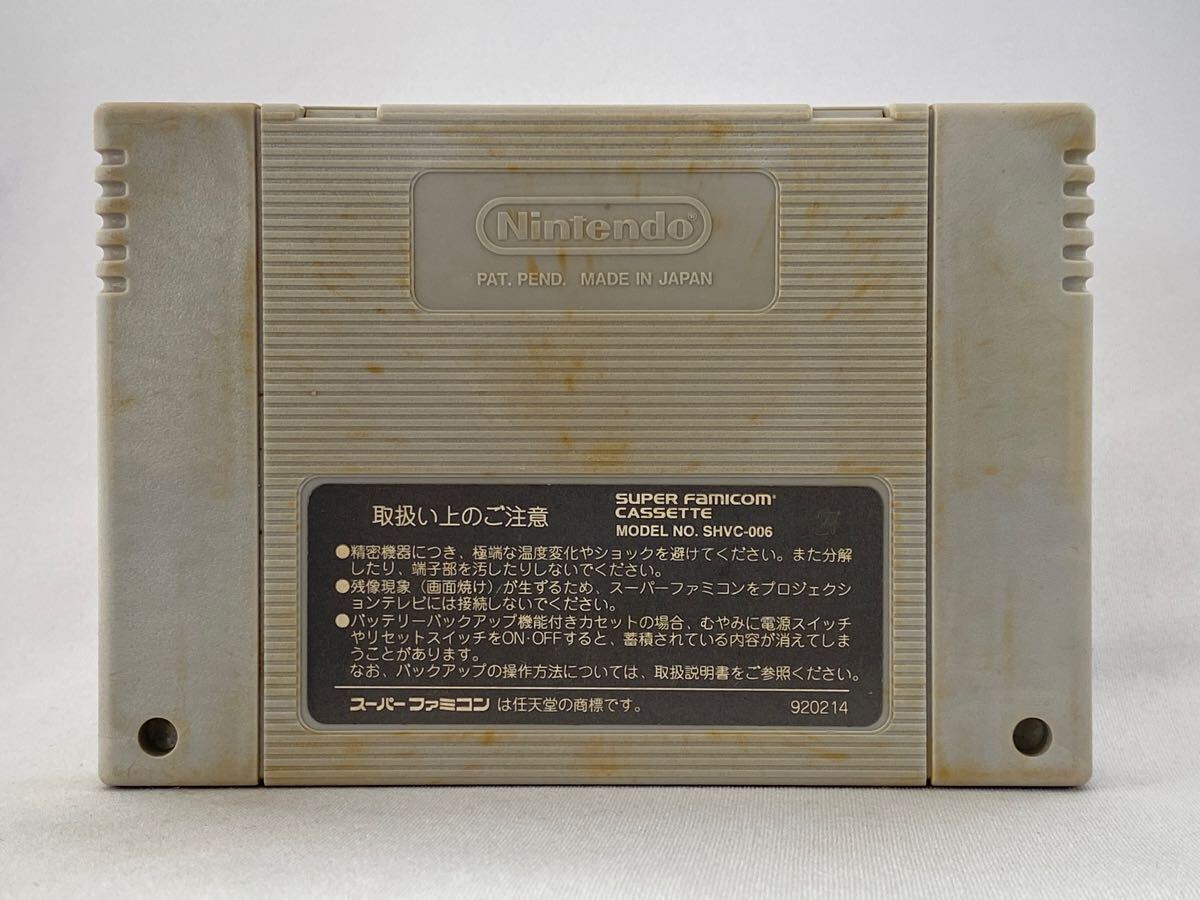 Nintendo®
PAT. PEND. MADE IN JAPAN
取扱い上のご注意
SUPER FAMICOM®
CASSETTE
MODEL NO. SHVC-006
●精密機器につき、極端な温度変化やショックを避けてください。また分解
したり、端子部を汚したりしないでください。
●残像現象(画面焼け)が生ずるため、スーパーファミコンをプロジェクシ
ョンテレビには接続しないでください。
●バッテリーバックアップ機能付きカセットの場合、むやみに電源スイッチ
やリセットスイッチをON·OFFすると、蓄積されている内容が消えてしま
うことがあります。
なお、バックアップの操作方法については、取扱説明書をご参照ください。
スーパーファミコンは任天堂の商標です。
920214